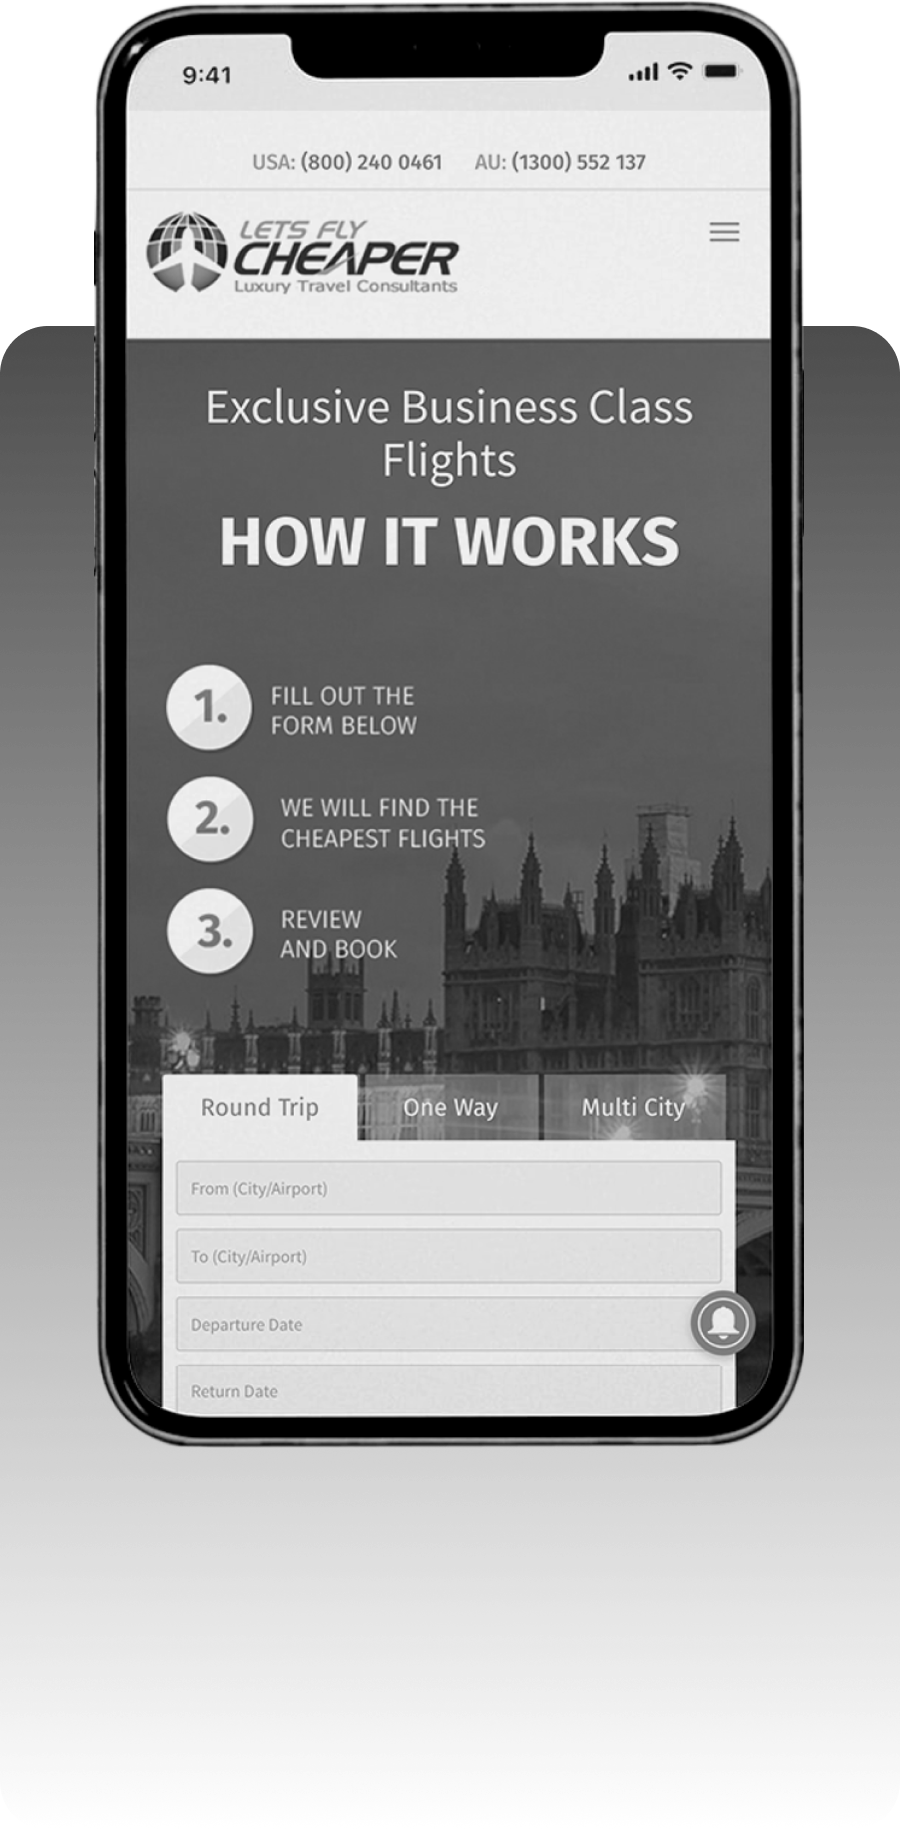 9:41
USA: (800) 240 0461 AU: (1300) 552 137
LETS FLY
CHEAPER
Luxury Travel Consultants
Exclusive Business Class
Flights
HOW IT WORKS
1. FILL OUT THE
FORM BELOW
2. WE WILL FIND THE
CHEAPEST FLIGHTS
3. REVIEW
AND BOOK
Round Trip One Way Multi City
From (City/Airport)
To (City/Airport)
Departure Date
Return Date